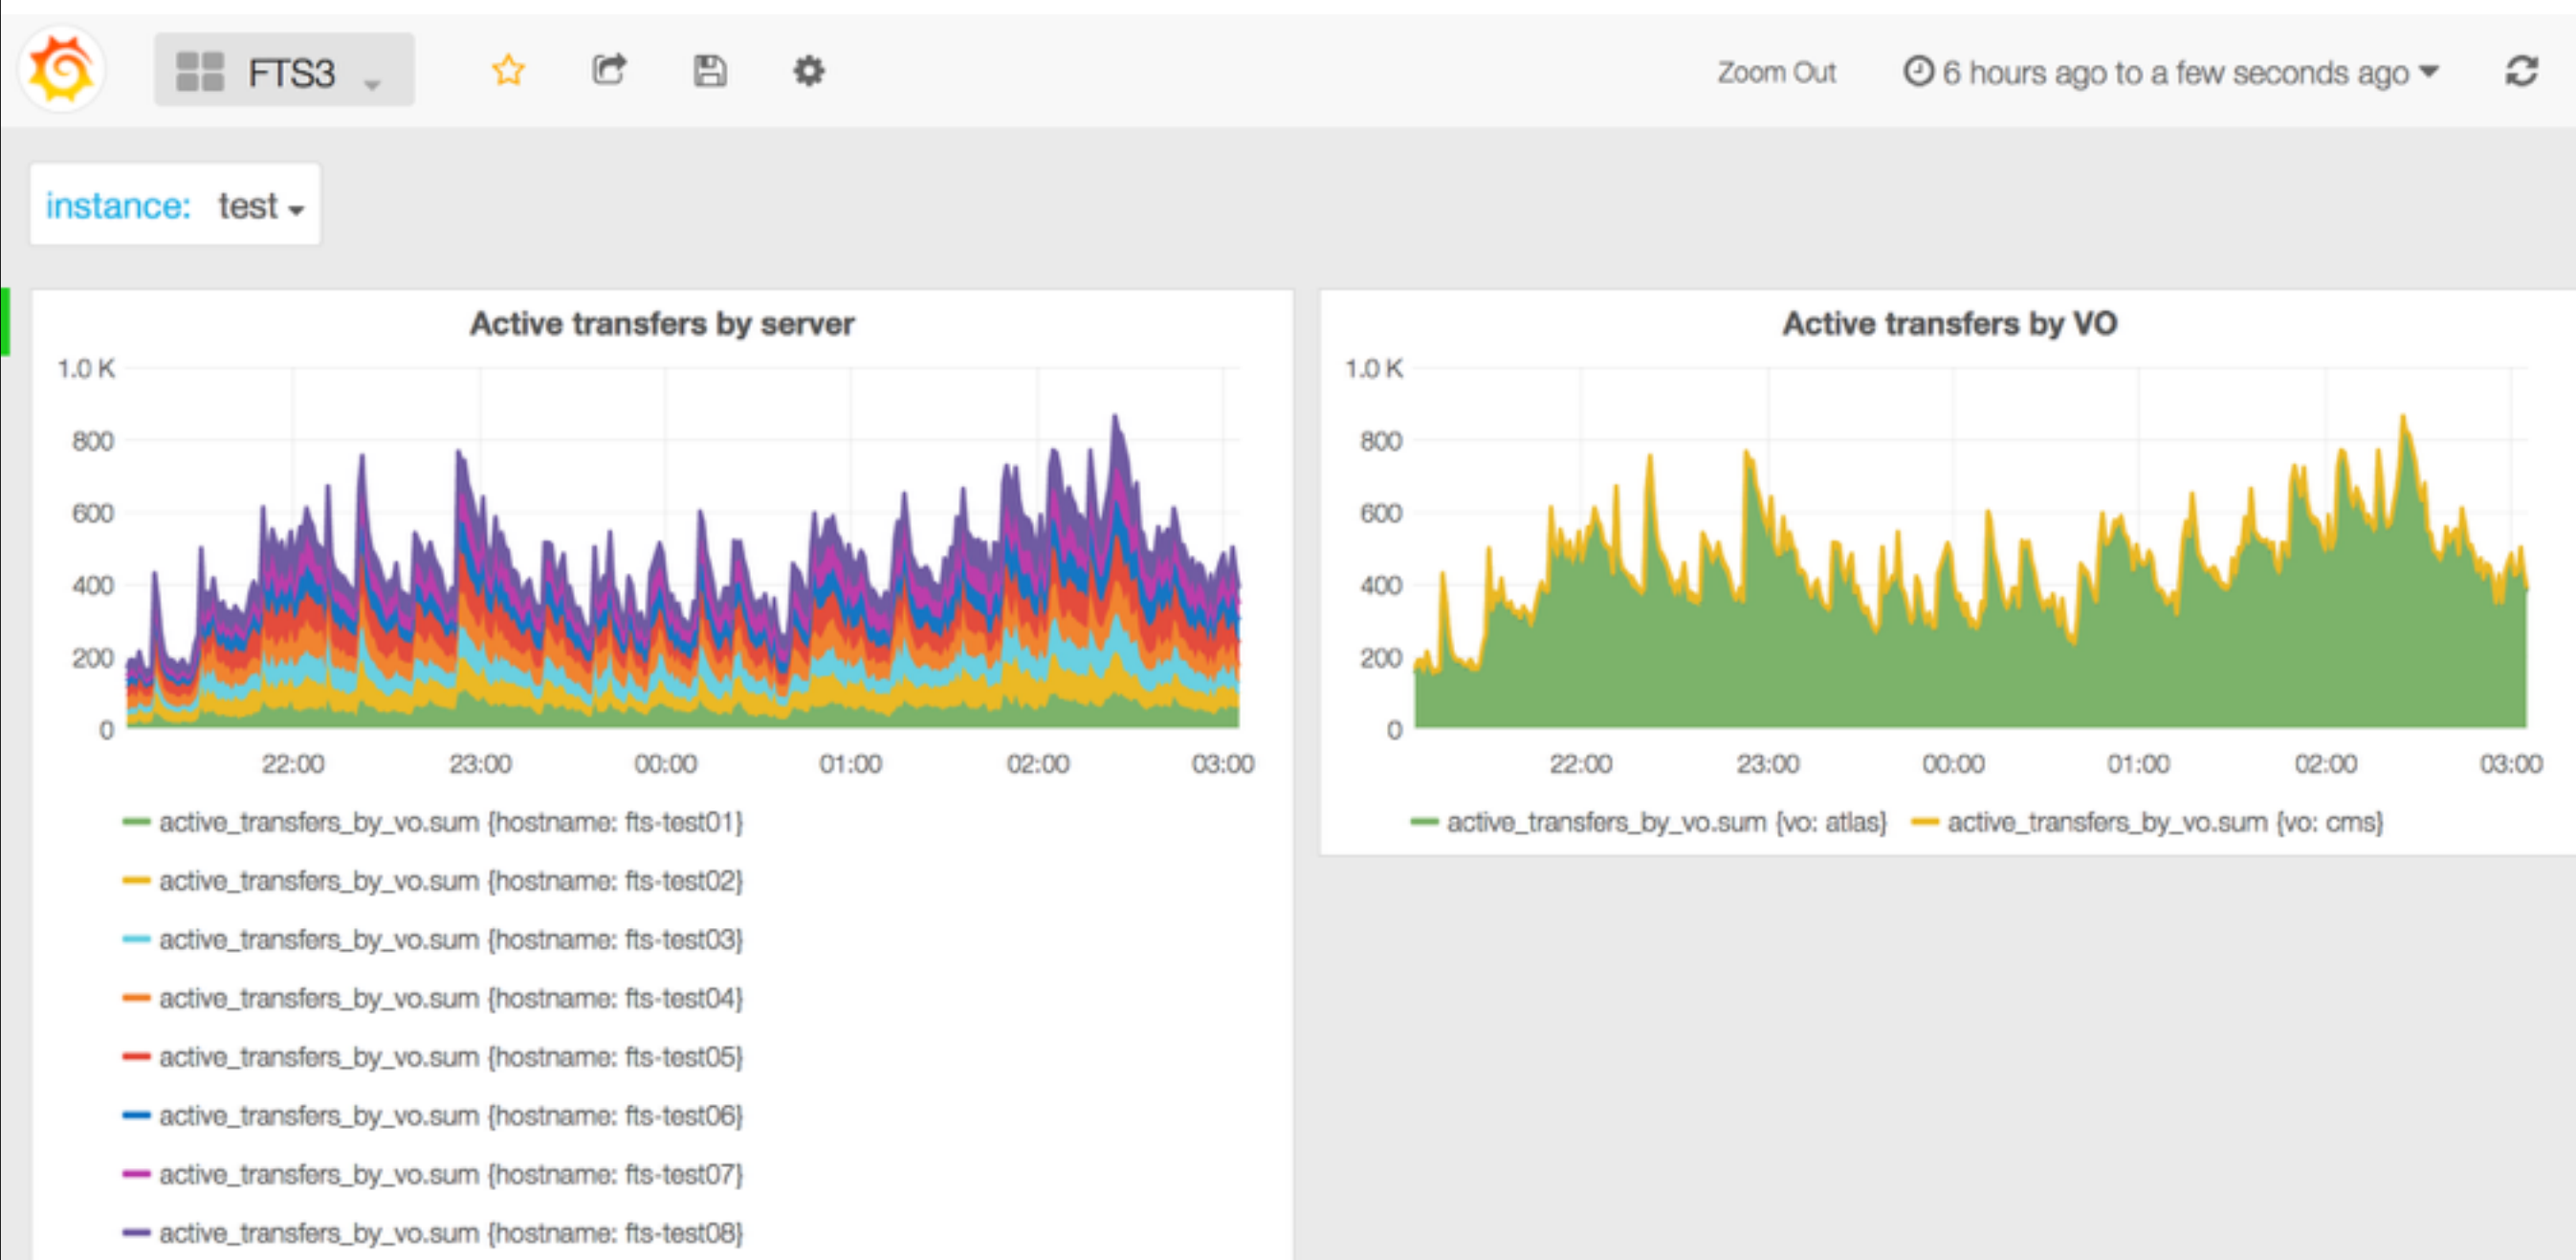 FTS3
Zoom Out
6 hours ago to a few seconds ago
instance: test
Active transfers by server
1.0 K
800
600
400
200
0
22:00 23:00 00:00 01:00 02:00 03:00
active_transfers_by_vo.sum {hostname: fts-test01}
active_transfers_by_vo.sum {hostname: fts-test02}
active_transfers_by_vo.sum {hostname: fts-test03}
active_transfers_by_vo.sum {hostname: fts-test04}
active_transfers_by_vo.sum {hostname: fts-test05}
active_transfers_by_vo.sum {hostname: fts-test06}
active_transfers_by_vo.sum {hostname: fts-test07}
active_transfers_by_vo.sum {hostname: fts-test08}
Active transfers by VO
1.0 K
800
600
400
200
0
22:00 23:00 00:00 01:00 02:00 03:00
active_transfers_by_vo.sum {vo: atlas} active_transfers_by_vo.sum {vo: cms}